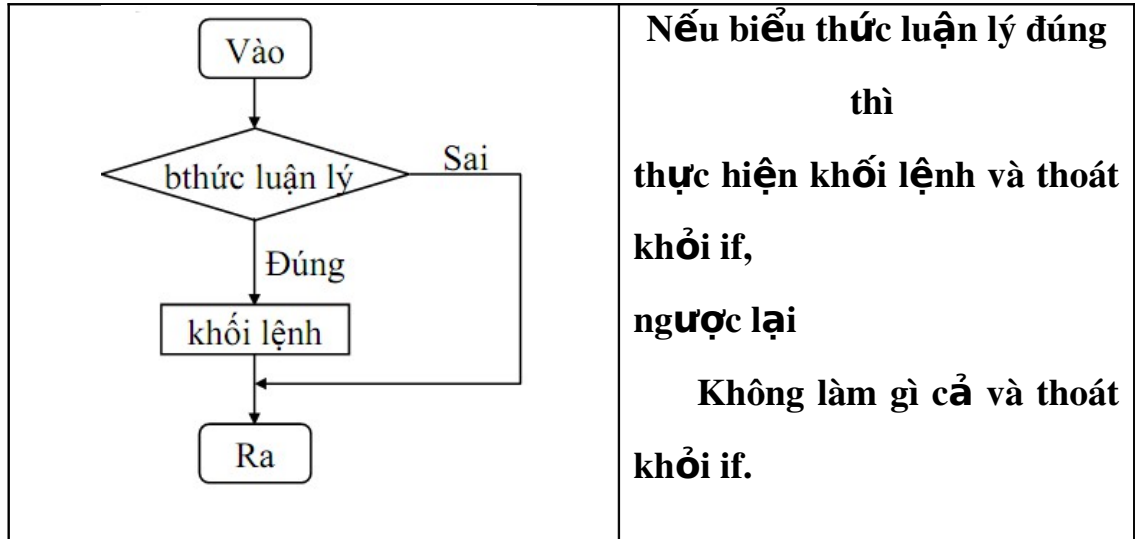 Vào
bthức luận lý
Sai
Đúng
khối lệnh
Ra
Nếu biểu thức luận lý đúng
thì
thực hiện khối lệnh và thoát
khỏi if,
ngược lại
Không làm gì cả và thoát
khỏi if.